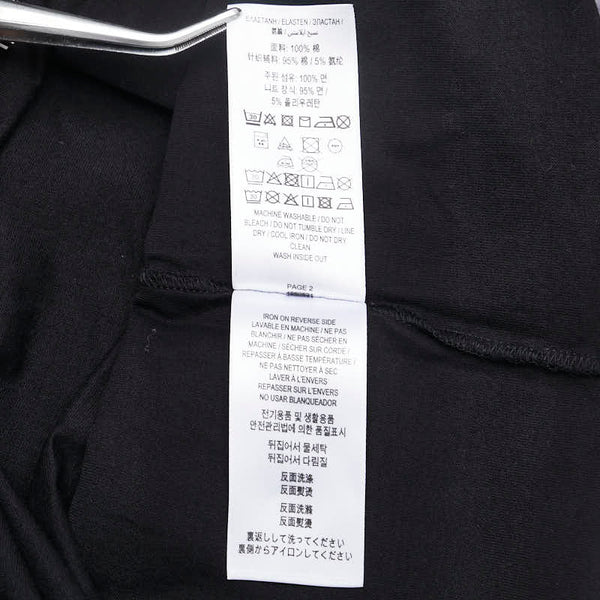 ЕЛАСТАНН / ELASTEN / ЭЛАСТАН /
面料: 100% 棉
针织辅料: 95% 棉 / 5% 氨纶
주원 섬유: 100% 면
니트 장식: 95% 면 /
5% 폴리우레탄
MACHINE WASHABLE / DO NOT
BLEACH / DO NOT TUMBLE DRY / LINE
DRY / COOL IRON / DO NOT DRY
CLEAN
WASH INSIDE OUT
PAGE 2
IRON ON REVERSE SIDE
LAVABLE EN MACHINE / NE PAS
BLANCHIR / NE PAS SÉCHER EN
MACHINE / SÉCHER SUR CORDE /
REPASSER À BASSE TEMPÉRATURE /
NE PAS NETTOYER À SEC
LAVER À L'ENVERS
REPASSER SUR L'ENVERS
NO USAR BLANQUEADOR
전기용품 및 생활용품
안전관리법에 의한 품질표시
뒤집어서 물세탁
뒤집어서 다림질
反面洗涤
反面熨烫
反面洗滌
反面熨燙
裏返しして洗ってください
裏側からアイロンしてください